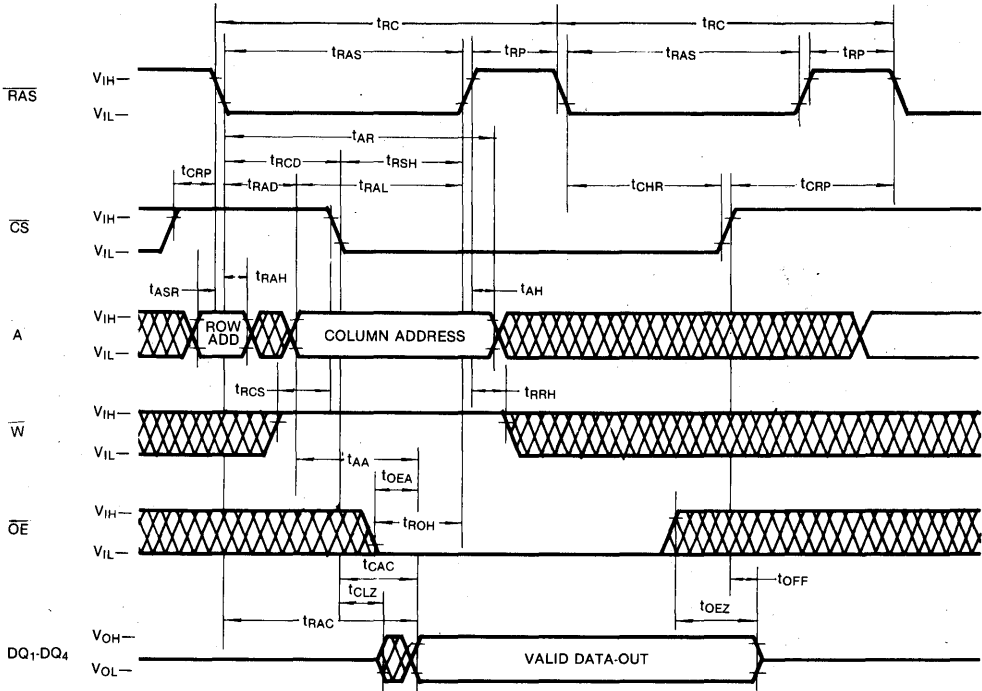 tRC tRC
tRAS tRP tRAS tRP
RAS VIH VIL
tAR
tRCD tRSH
tCRP tRAD tRAL tCHR tCRP
CS VIH VIL
tASR tRAH tAH
A VIH VIL ROW ADD COLUMN ADDRESS
tRCS tRRH
W VIH VIL
tAA
tOEA
OE VIH VIL tROH
tCAC tOFF
tCLZ tOEZ
tRAC
DQ1-DQ4 VOH VOL VALID DATA-OUT